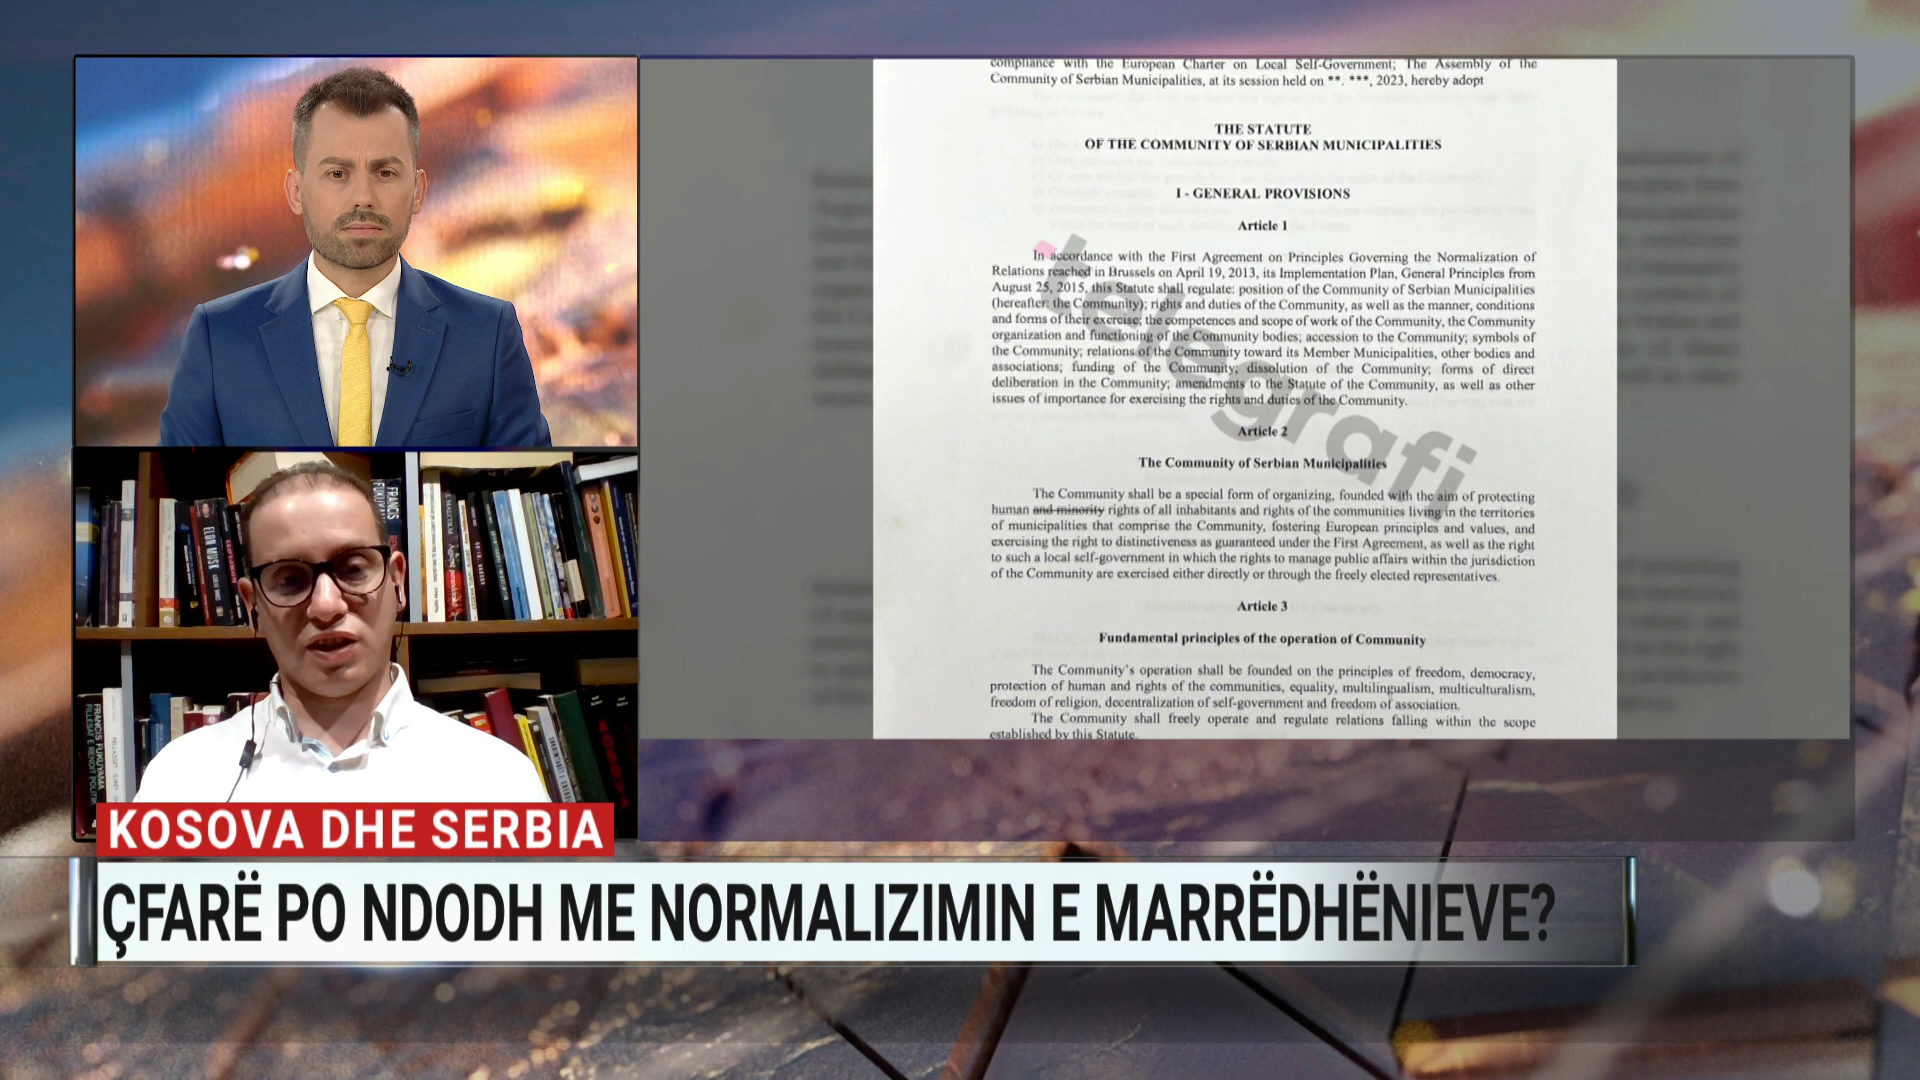 compliance with the European Charter on Local Self-Government; The Assembly of the
Community of Serbian Municipalities, at its session held on **. ***, 2023, hereby adopt
THE STATUTE
OF THE COMMUNITY OF SERBIAN MUNICIPALITIES
I - GENERAL PROVISIONS
Article 1
In accordance with the First Agreement on Principles Governing the Normalization of
Relations reached in Brussels on April 19, 2013, its Implementation Plan, General Principles from
August 25, 2015, this Statute shall regulate: position of the Community of Serbian Municipalities
(hereafter: the Community); rights and duties of the Community, as well as the manner, conditions
and forms of their exercise; the competences and scope of work of the Community, the Community
organization and functioning of the Community bodies; accession to the Community; symbols of
the Community; relations of the Community toward its Member Municipalities, other bodies and
associations; funding of the Community; dissolution of the Community; forms of direct
deliberation in the Community; amendments to the Statute of the Community, as well as other
issues of importance for exercising the rights and duties of the Community.
telegrafi
Article 2
The Community of Serbian Municipalities
The Community shall be a special form of organizing, founded with the aim of protecting
human and minority rights of all inhabitants and rights of the communities living in the territories
of municipalities that comprise the Community, fostering European principles and values, and
exercising the right to distinctiveness as guaranteed under the First Agreement, as well as the right
to such a local self-government in which the rights to manage public affairs within the jurisdiction
of the Community are exercised either directly or through the freely elected representatives.
Article 3
Fundamental principles of the operation of Community
The Community's operation shall be founded on the principles of freedom, democracy,
protection of human and rights of the communities, equality, multilingualism, multiculturalism,
freedom of religion, decentralization of self-government and freedom of association.
The Community shall freely operate and regulate relations falling within the scope
established by this Statute.
FRANCIS
ELON MUSK
FRANCIS FUKUYAMA
KOSOVA DHE SERBIA
ÇFARË PO NDODH ME NORMALIZIMIN E MARRËDHËNIEVE?